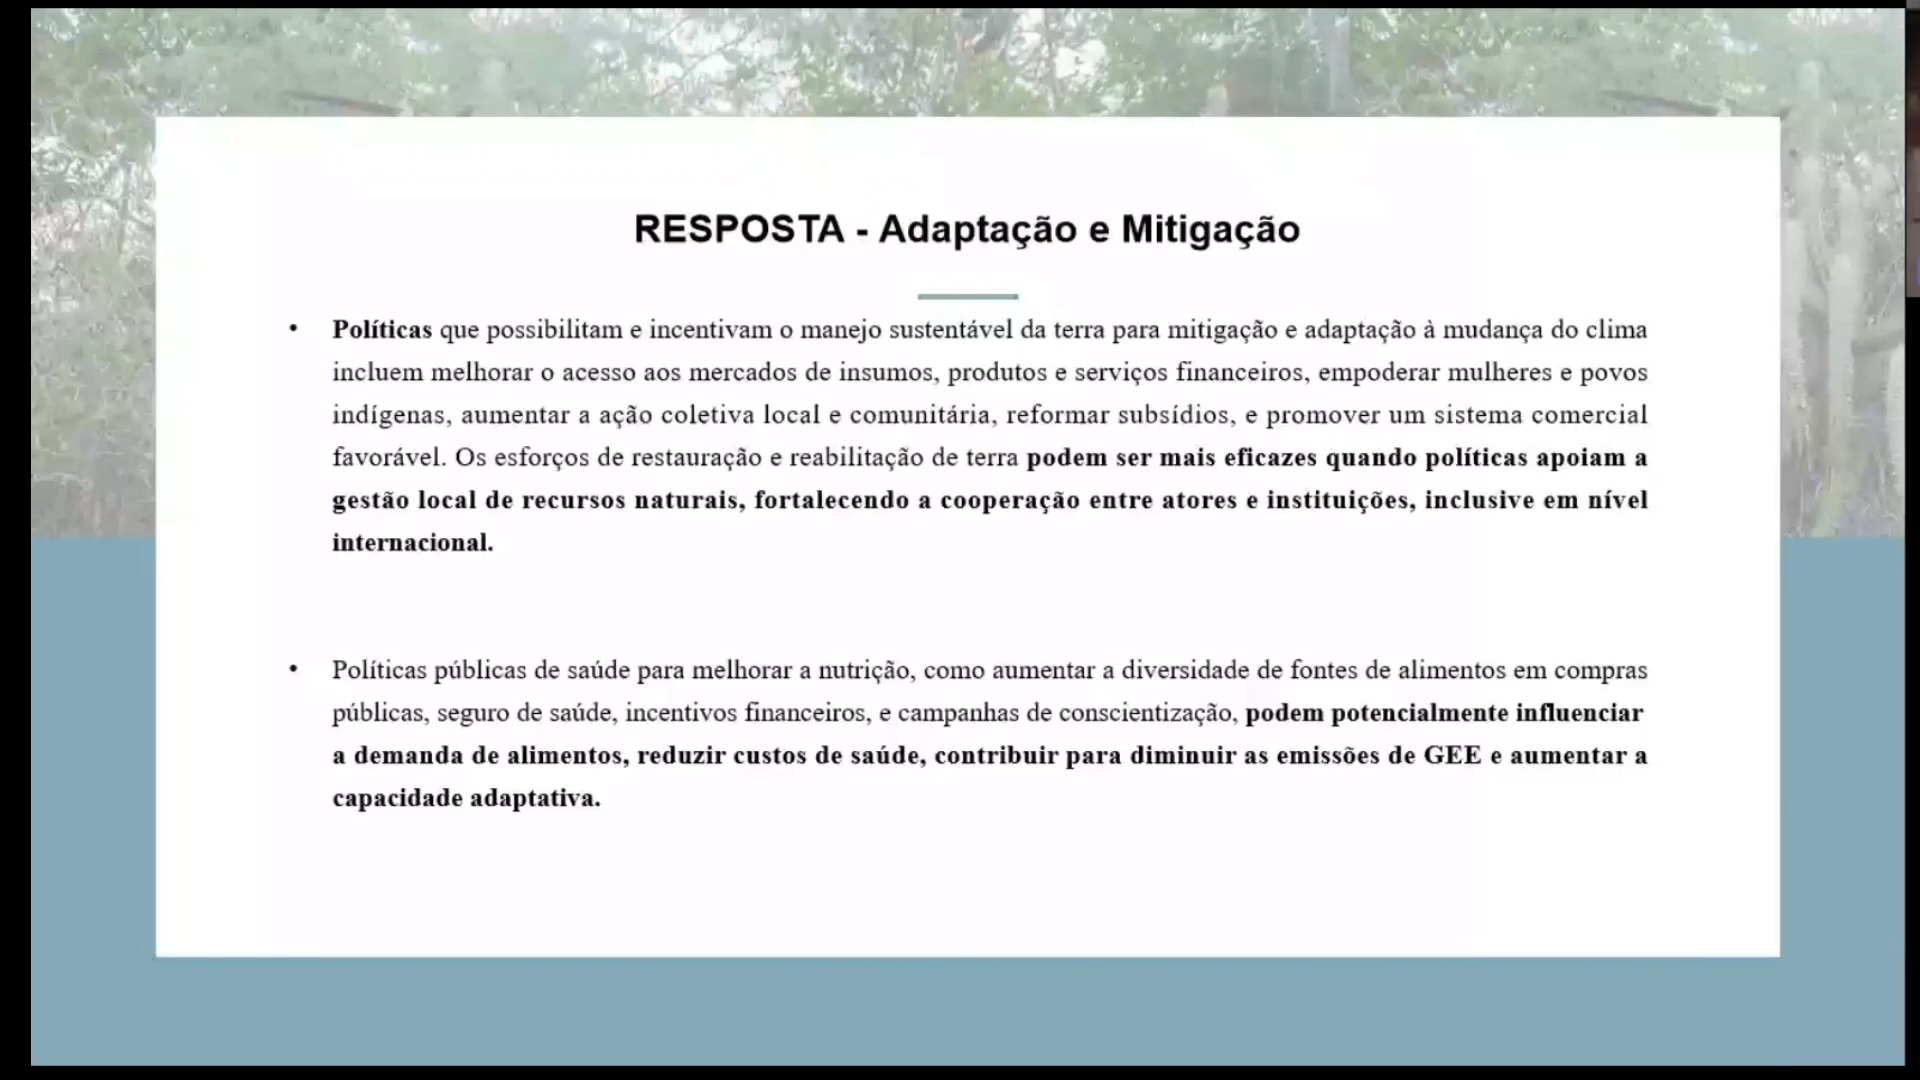 RESPOSTA - Adaptação e Mitigação
• Políticas que possibilitam e incentivam o manejo sustentável da terra para mitigação e adaptação à mudança do clima
incluem melhorar o acesso aos mercados de insumos, produtos e serviços financeiros, empoderar mulheres e povos
indígenas, aumentar a ação coletiva local e comunitária, reformar subsídios, e promover um sistema comercial
favorável. Os esforços de restauração e reabilitação de terra podem ser mais eficazes quando políticas apoiam a
gestão local de recursos naturais, fortalecendo a cooperação entre atores e instituições, inclusive em nível
internacional.
• Políticas públicas de saúde para melhorar a nutrição, como aumentar a diversidade de fontes de alimentos em compras
públicas, seguro de saúde, incentivos financeiros, e campanhas de conscientização, podem potencialmente influenciar
a demanda de alimentos, reduzir custos de saúde, contribuir para diminuir as emissões de GEE e aumentar a
capacidade adaptativa.